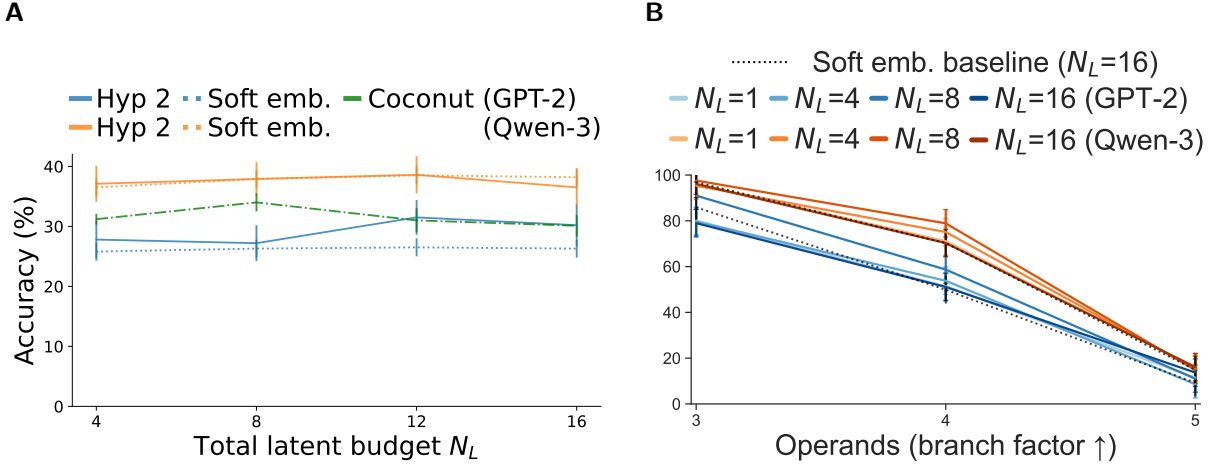 A
Hyp 2 Soft emb. Coconut (GPT-2)
Hyp 2 Soft emb. (Qwen-3)
Accuracy (%)
40
30
20
10
0
4 8 12 16
Total latent budget N_L
B
Soft emb. baseline (N_L=16)
N_L=1 N_L=4 N_L=8 N_L=16 (GPT-2)
N_L=1 N_L=4 N_L=8 N_L=16 (Qwen-3)
100
80
60
40
20
0
3 4 5
Operands (branch factor ↑)